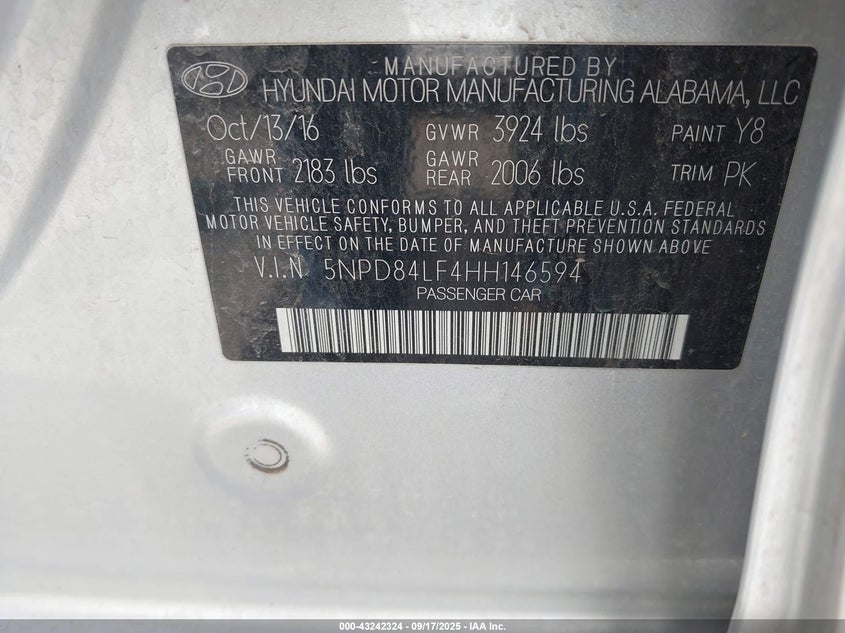 MANUFACTURED BY
HYUNDAI MOTOR MANUFACTURING ALABAMA, LLC
Oct/13/16 GVWR 3924 lbs PAINT Y8
GAWR FRONT 2183 lbs GAWR REAR 2006 lbs TRIM PK
THIS VEHICLE CONFORMS TO ALL APPLICABLE U.S.A. FEDERAL
MOTOR VEHICLE SAFETY, BUMPER, AND THEFT PREVENTION STANDARDS
IN EFFECT ON THE DATE OF MANUFACTURE SHOWN ABOVE
V.I.N 5NPD84LF4HH146594
PASSENGER CAR
000-43242324 - 09/17/2025 - IAA Inc.